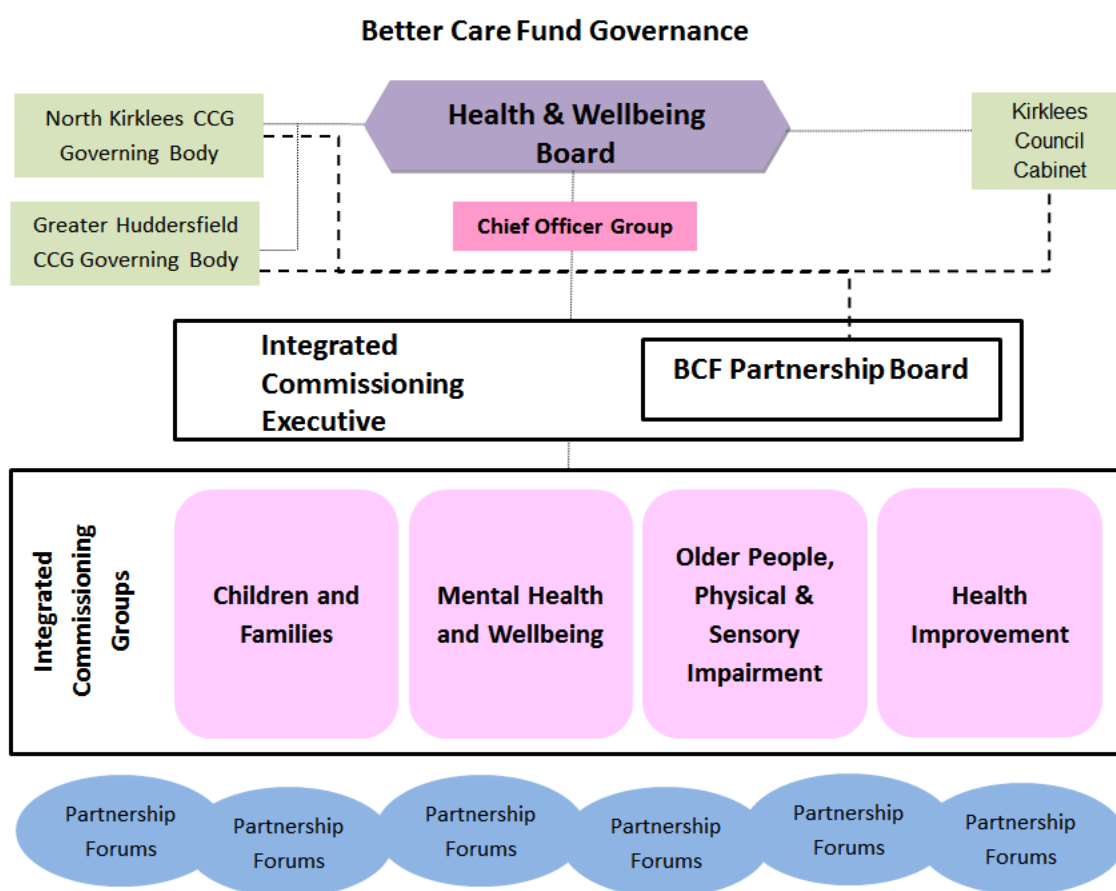 Better Care Fund Governance
North Kirklees CCG
Governing Body
Health & Wellbeing
Board
Kirklees
Council
Cabinet
Greater Huddersfield
CCG Governing Body
Chief Officer Group
Integrated
Commissioning
Executive
BCF Partnership Board
Integrated
Commissioning
Groups
Children and
Families
Mental Health
and Wellbeing
Older People,
Physical &
Sensory
Impairment
Health
Improvement
Partnership
Forums
Partnership
Forums
Partnership
Forums
Partnership
Forums
Partnership
Forums
Partnership
Forums